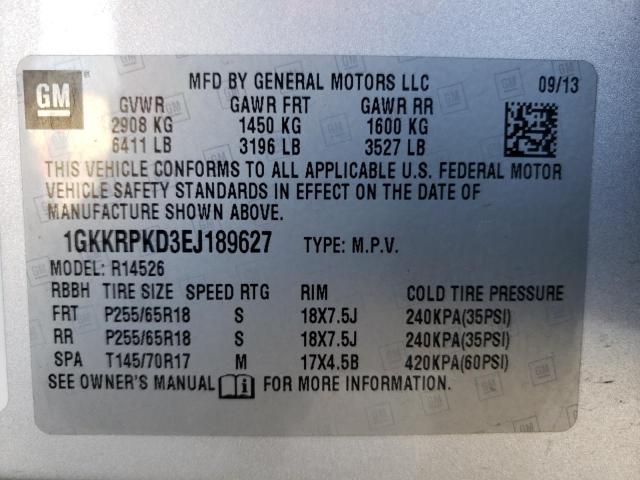 GM ® MFD BY GENERAL MOTORS LLC 09/13
GVWR GAWR FRT GAWR RR
2908 KG 1450 KG 1600 KG
6411 LB 3196 LB 3527 LB
THIS VEHICLE CONFORMS TO ALL APPLICABLE U.S. FEDERAL MOTOR
VEHICLE SAFETY STANDARDS IN EFFECT ON THE DATE OF
MANUFACTURE SHOWN ABOVE.
1GKKRPKD3EJ189627 TYPE: M.P.V.
MODEL: R14526
RBBH TIRE SIZE SPEED RTG RIM COLD TIRE PRESSURE
FRT P255/65R18 S 18X7.5J 240KPA(35PSI)
RR P255/65R18 S 18X7.5J 240KPA(35PSI)
SPA T145/70R17 M 17X4.5B 420KPA(60PSI)
SEE OWNER'S MANUAL i FOR MORE INFORMATION.